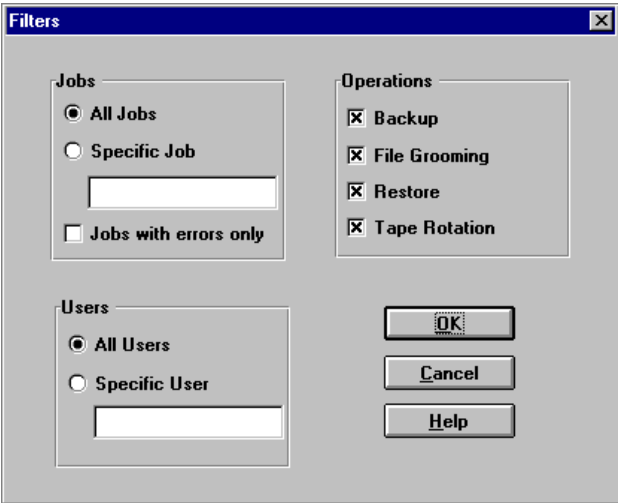 Filters
Jobs
All Jobs
Specific Job
Jobs with errors only
Operations
Backup
File Grooming
Restore
Tape Rotation
Users
All Users
Specific User
OK
Cancel
Help